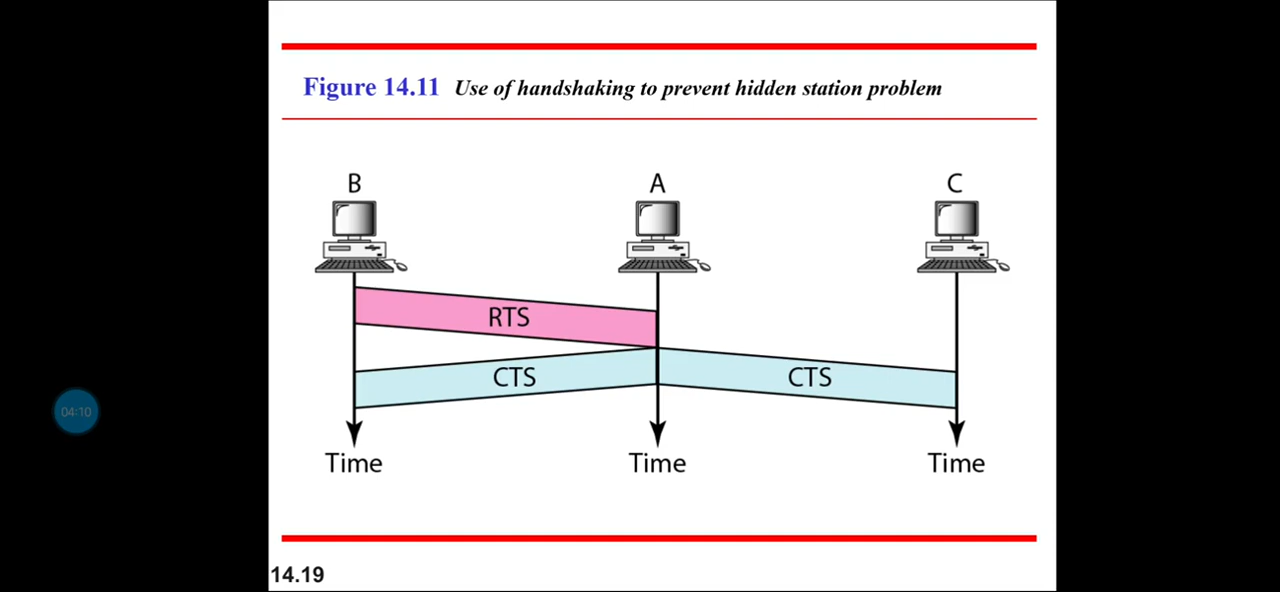 Figure 14.11 Use of handshaking to prevent hidden station problem
B A C
RTS
CTS CTS
04:10
Time Time Time
14.19